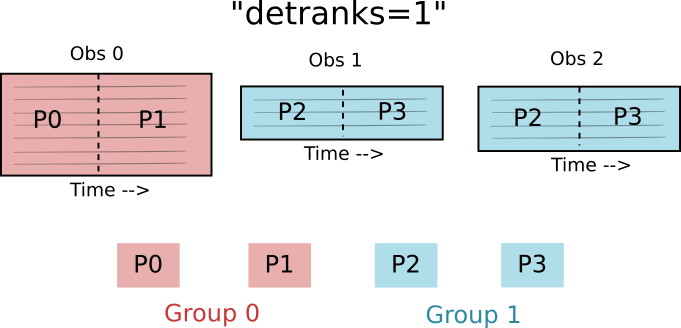 "detranks=1"
Obs 0
Obs 1
Obs 2
P0 P1
P2 P3
P2 P3
Time -->
Time -->
Time -->
P0 P1 P2 P3
Group 0
Group 1